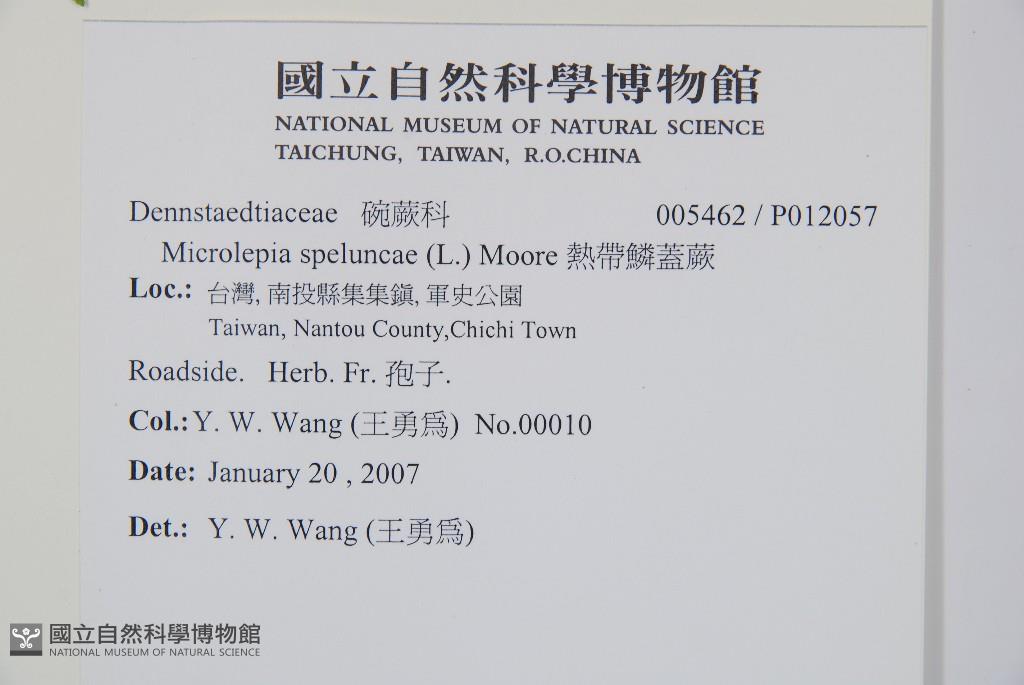 國立自然科學博物館
NATIONAL MUSEUM OF NATURAL SCIENCE
TAICHUNG, TAIWAN, R.O.CHINA
Dennstaedtiaceae 碗蕨科 005462 / P012057
Microlepia speluncae (L.) Moore 熱帶鱗蓋蕨
Loc.: 台灣, 南投縣集集鎮, 軍史公園
Taiwan, Nantou County,Chichi Town
Roadside. Herb. Fr. 孢子.
Col.: Y. W. Wang (王勇爲) No.00010
Date: January 20 , 2007
Det.: Y. W. Wang (王勇爲)
國立自然科學博物館
NATIONAL MUSEUM OF NATURAL SCIENCE